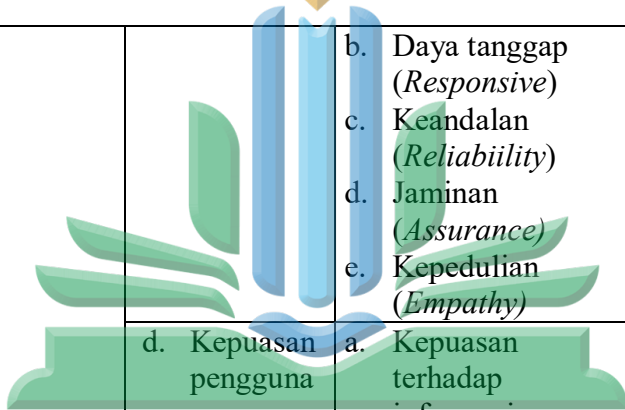 b. Daya tanggap
(Responsive)
c. Keandalan
(Reliabiility)
d. Jaminan
(Assurance)
e. Kepedulian
(Empathy)
d. Kepuasan
pengguna
a. Kepuasan
terhadap